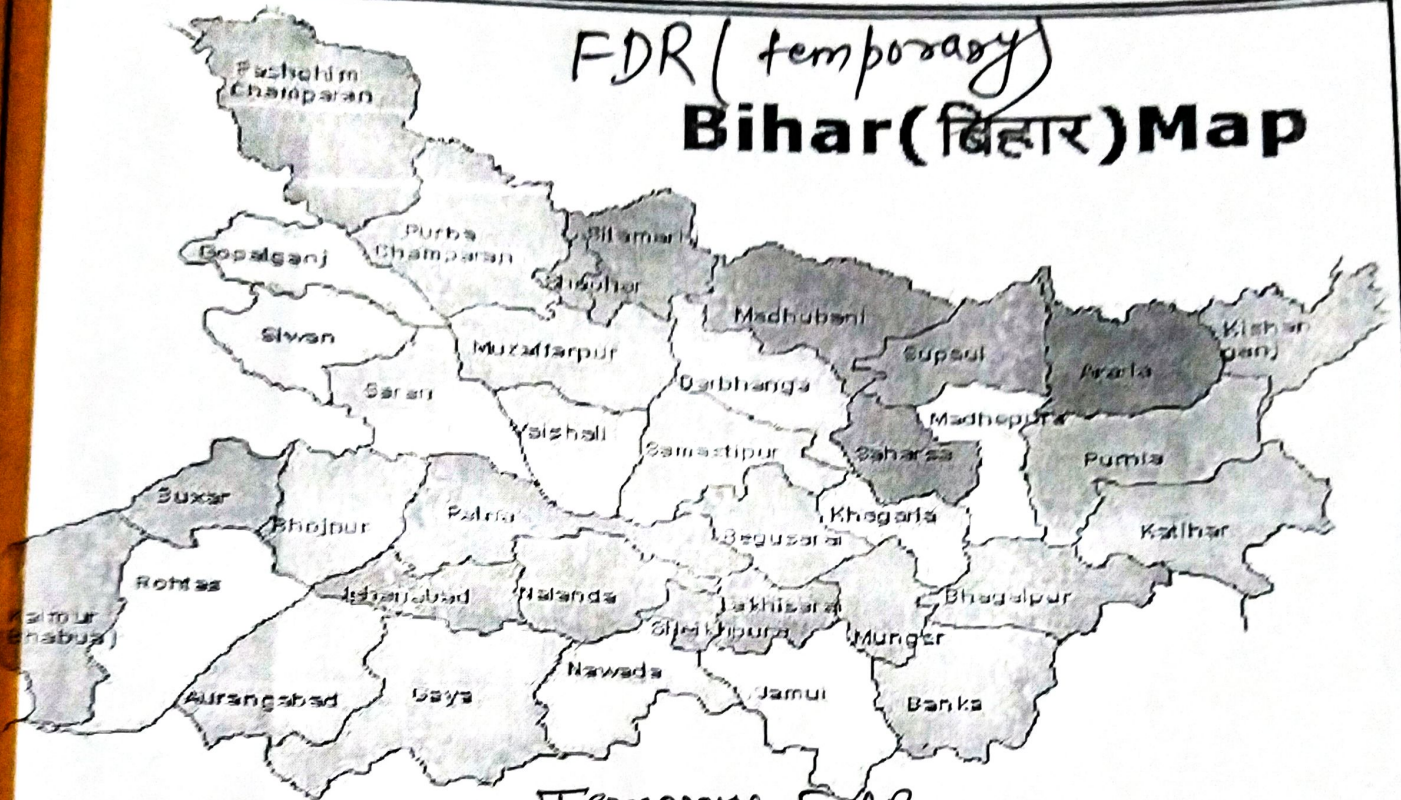 FDR (temporary)
Bihar(बिहार)Map
Pashchim
Champaran
Purba
Champaran
Gopalganj
Sitamarhi
Sheohar
Siwan
Madhubani
Muzaffarpur
Supaul
Araria
Kishan
ganj
Saran
Darbhanga
Madhepura
Vaishali
Samastipur
Saharsa
Purnia
Buxar
Bhojpur
Patna
Khagaria
Begusarai
Katihar
Rohtas
Jehanabad
Nalanda
Lakhisarai
Bhagalpur
Kaimur
(Bhabua)
Sheikhpura
Munger
Nawada
Aurangabad
Gaya
Jamui
Banka